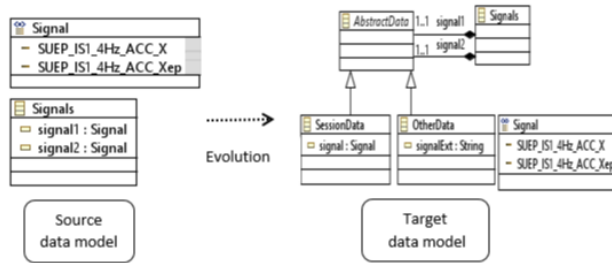 Signal
SUEP_IS1_4Hz_ACC_X
SUEP_IS1_4Hz_ACC_Xep
Signals
signal1 : Signal
signal2 : Signal
Source
data model
Evolution
AbstractData
1..1 signal1
1..1 signal2
Signals
SessionData
signal : Signal
OtherData
signalExt : String
Signal
SUEP_IS1_4Hz_ACC_X
SUEP_IS1_4Hz_ACC_Xep
Target
data model